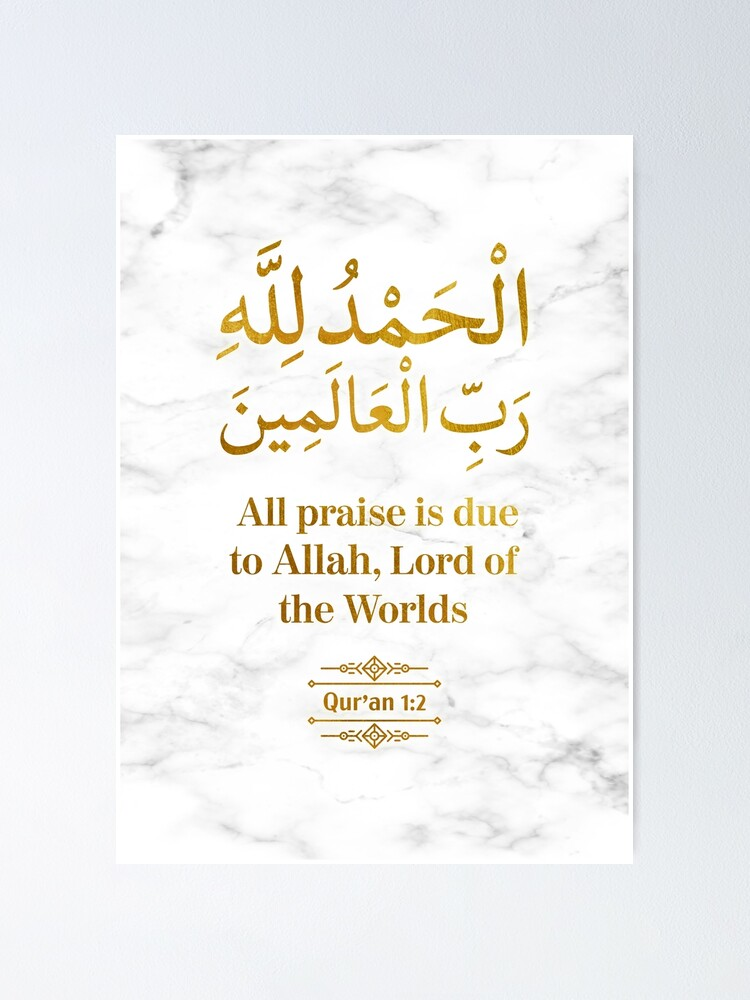 الْحَمْدُ لِلَّهِ
رَبِّ الْعَالَمِينَ
All praise is due
to Allah, Lord of
the Worlds
Qur’an 1:2